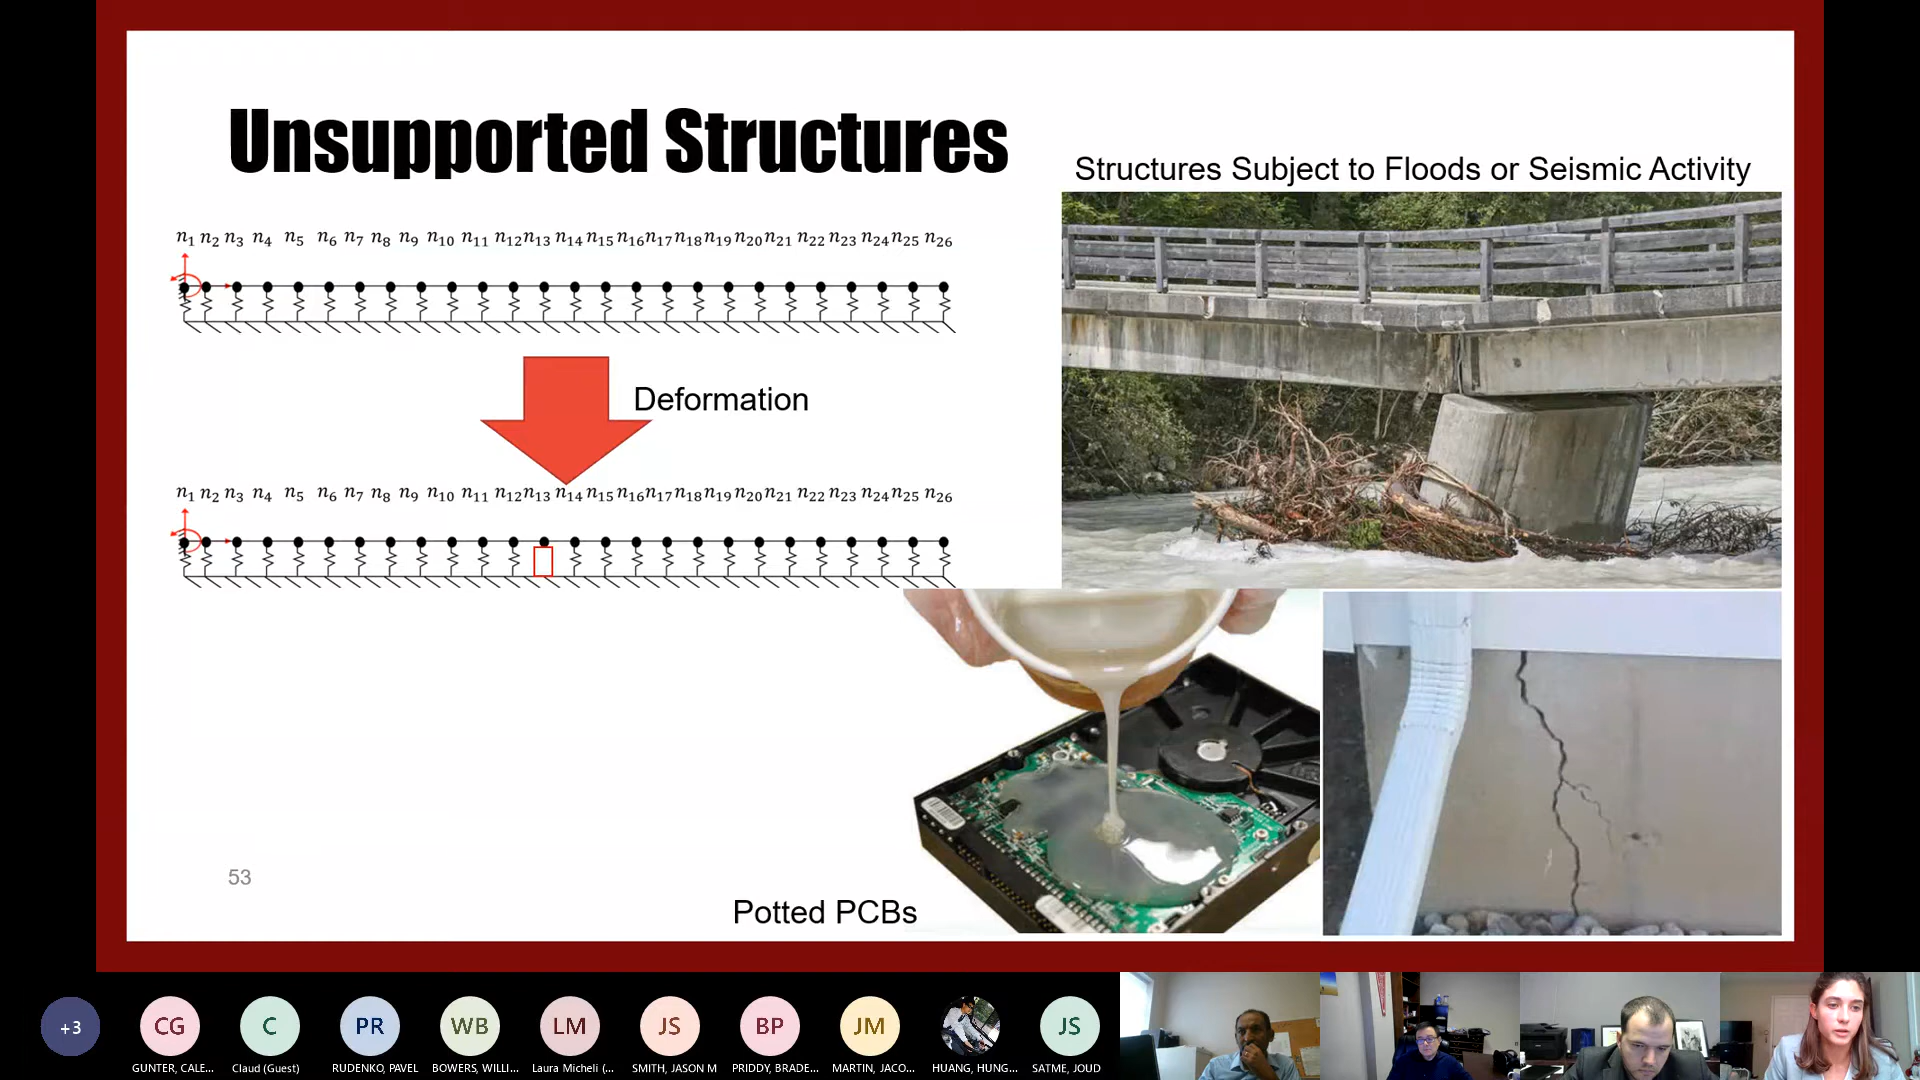 Unsupported Structures
Structures Subject to Floods or Seismic Activity
n1 n2 n3 n4 n5 n6 n7 n8 n9 n10 n11 n12 n13 n14 n15 n16 n17 n18 n19 n20 n21 n22 n23 n24 n25 n26
Deformation
n1 n2 n3 n4 n5 n6 n7 n8 n9 n10 n11 n12 n13 n14 n15 n16 n17 n18 n19 n20 n21 n22 n23 n24 n25 n26
53
Potted PCBs
+3 CG C PR WB LM JS BP JM JS
GUNTER, CALE... Claud (Guest) RUDENKO, PAVEL BOWERS, WILLI... Laura Micheli (... SMITH, JASON M PRIDDY, BRADE... MARTIN, JACO... HUANG, HUNG... SATME, JOUD